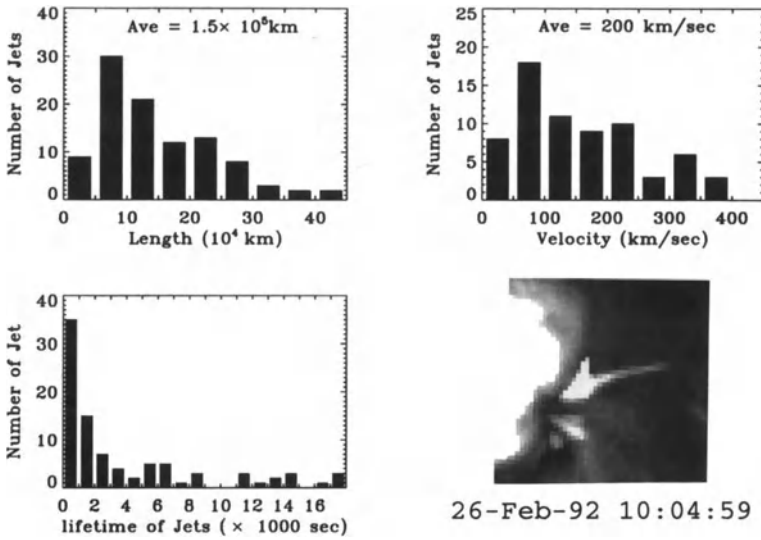 Ave = 1.5× 10⁵km
Number of Jets
40
30
20
10
0
0 10 20 30 40
Length (10⁴ km)
Ave = 200 km/sec
Number of Jets
25
20
15
10
5
0
0 100 200 300 400
Velocity (km/sec)
Number of Jet
40
30
20
10
0
0 2 4 6 8 10 12 14 16
lifetime of Jets (× 1000 sec)
26-Feb-92 10:04:59